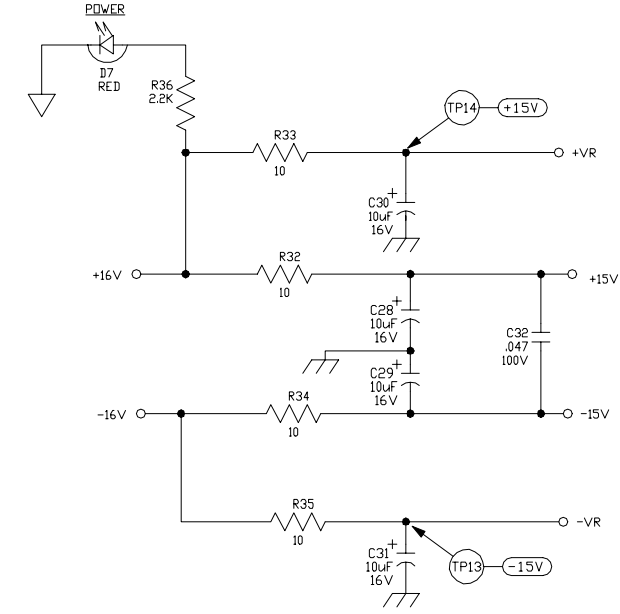 POWER
D7
RED
R36
2.2K
TP14
+15V
R33
10
+VR
+
C30
10uF
16V
+16V
R32
10
+15V
+
C28
10uF
16V
C32
.047
100V
+
C29
10uF
16V
-16V
R34
10
-15V
R35
10
-VR
+
C31
10uF
16V
TP13
-15V